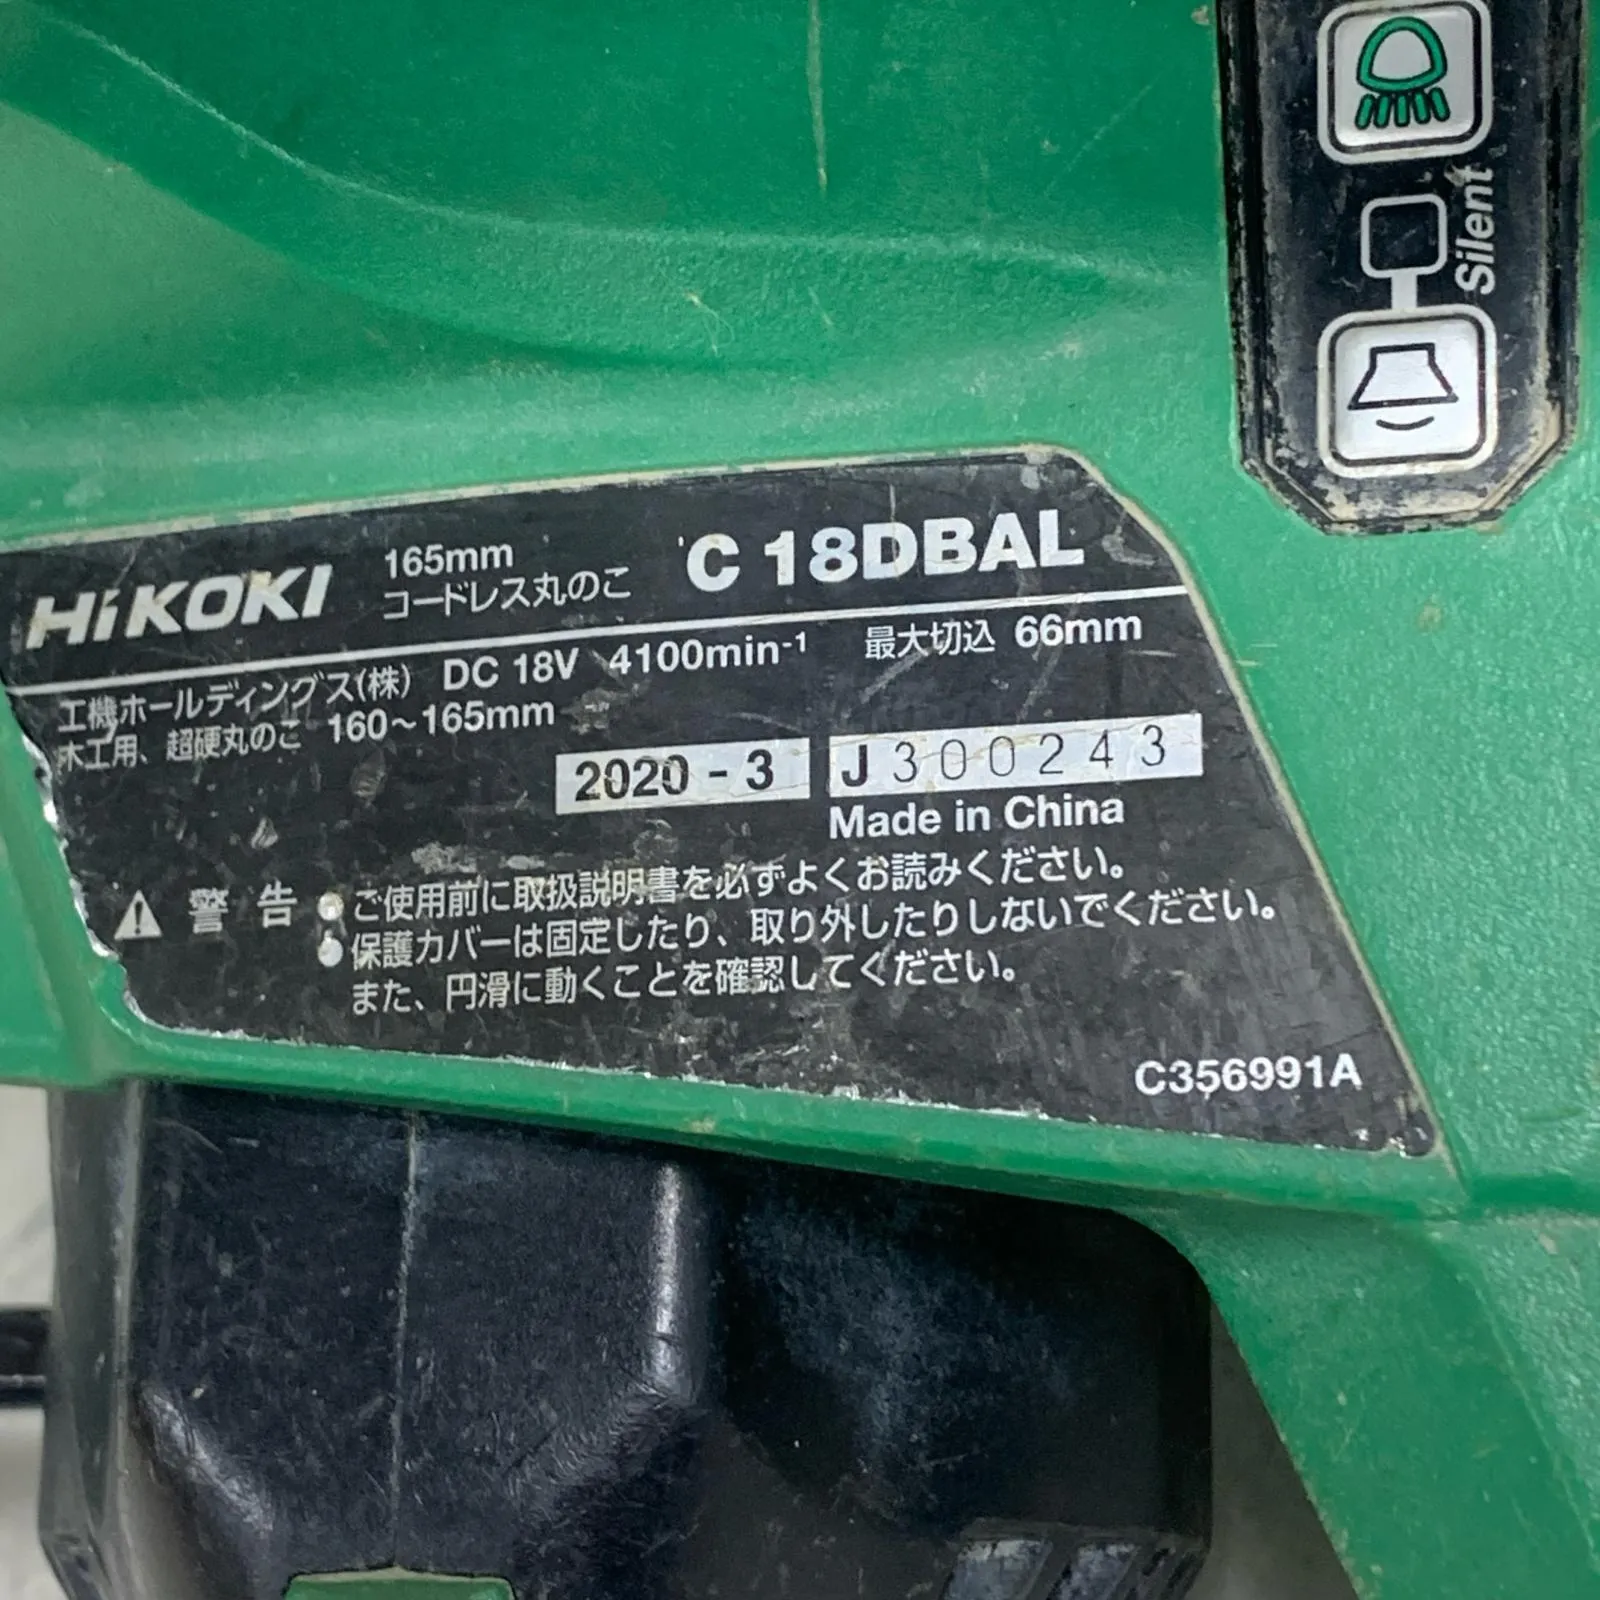 Silent
HiKOKI 165mm コードレス丸のこ C 18DBAL
工機ホールディングス(株) DC 18V 4100min-1 最大切込 66mm
木工用、超硬丸のこ 160～165mm
2020 - 3 J300243
Made in China
警告 ●ご使用前に取扱説明書を必ずよくお読みください。
●保護カバーは固定したり、取り外したりしないでください。
また、円滑に動くことを確認してください。
C356991A